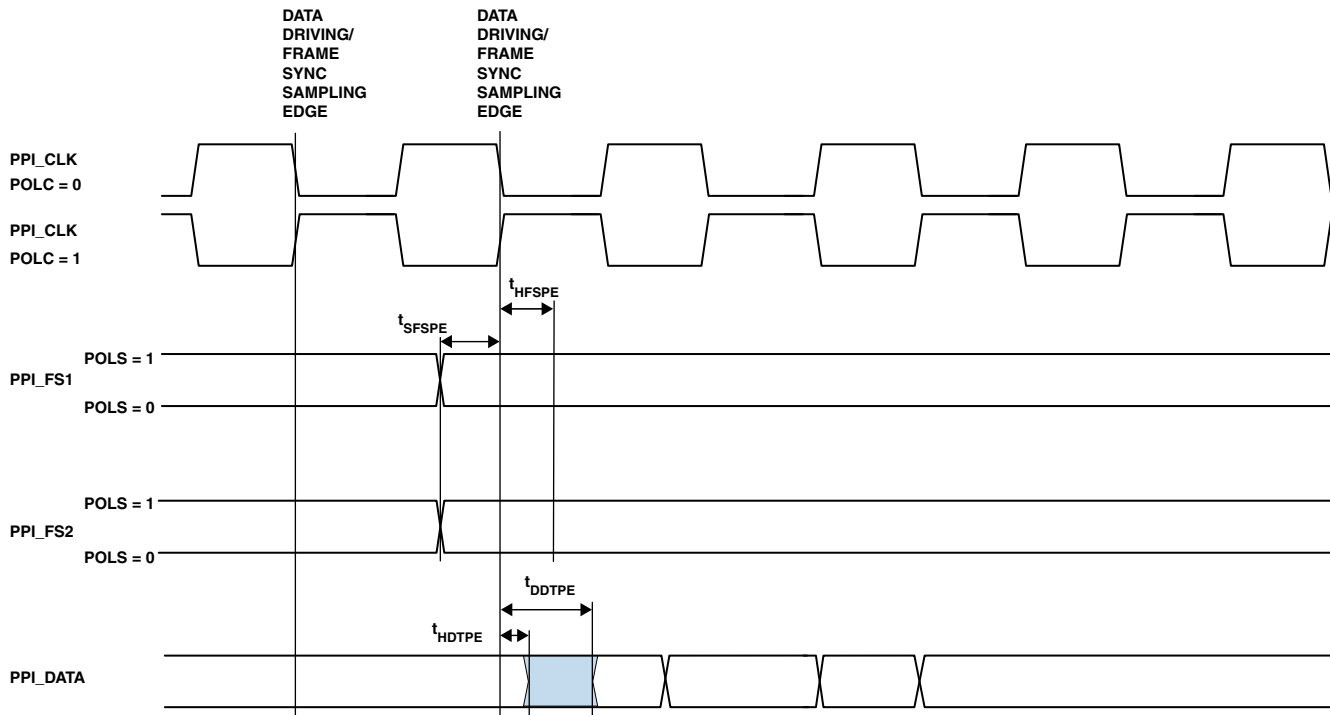 DATA
DRIVING/
FRAME
SYNC
SAMPLING
EDGE
DATA
DRIVING/
FRAME
SYNC
SAMPLING
EDGE
PPI_CLK
POLC = 0
PPI_CLK
POLC = 1
tHFSPE
tSFSPE
POLS = 1
PPI_FS1
POLS = 0
POLS = 1
PPI_FS2
POLS = 0
tDDTPE
tHDTPE
PPI_DATA